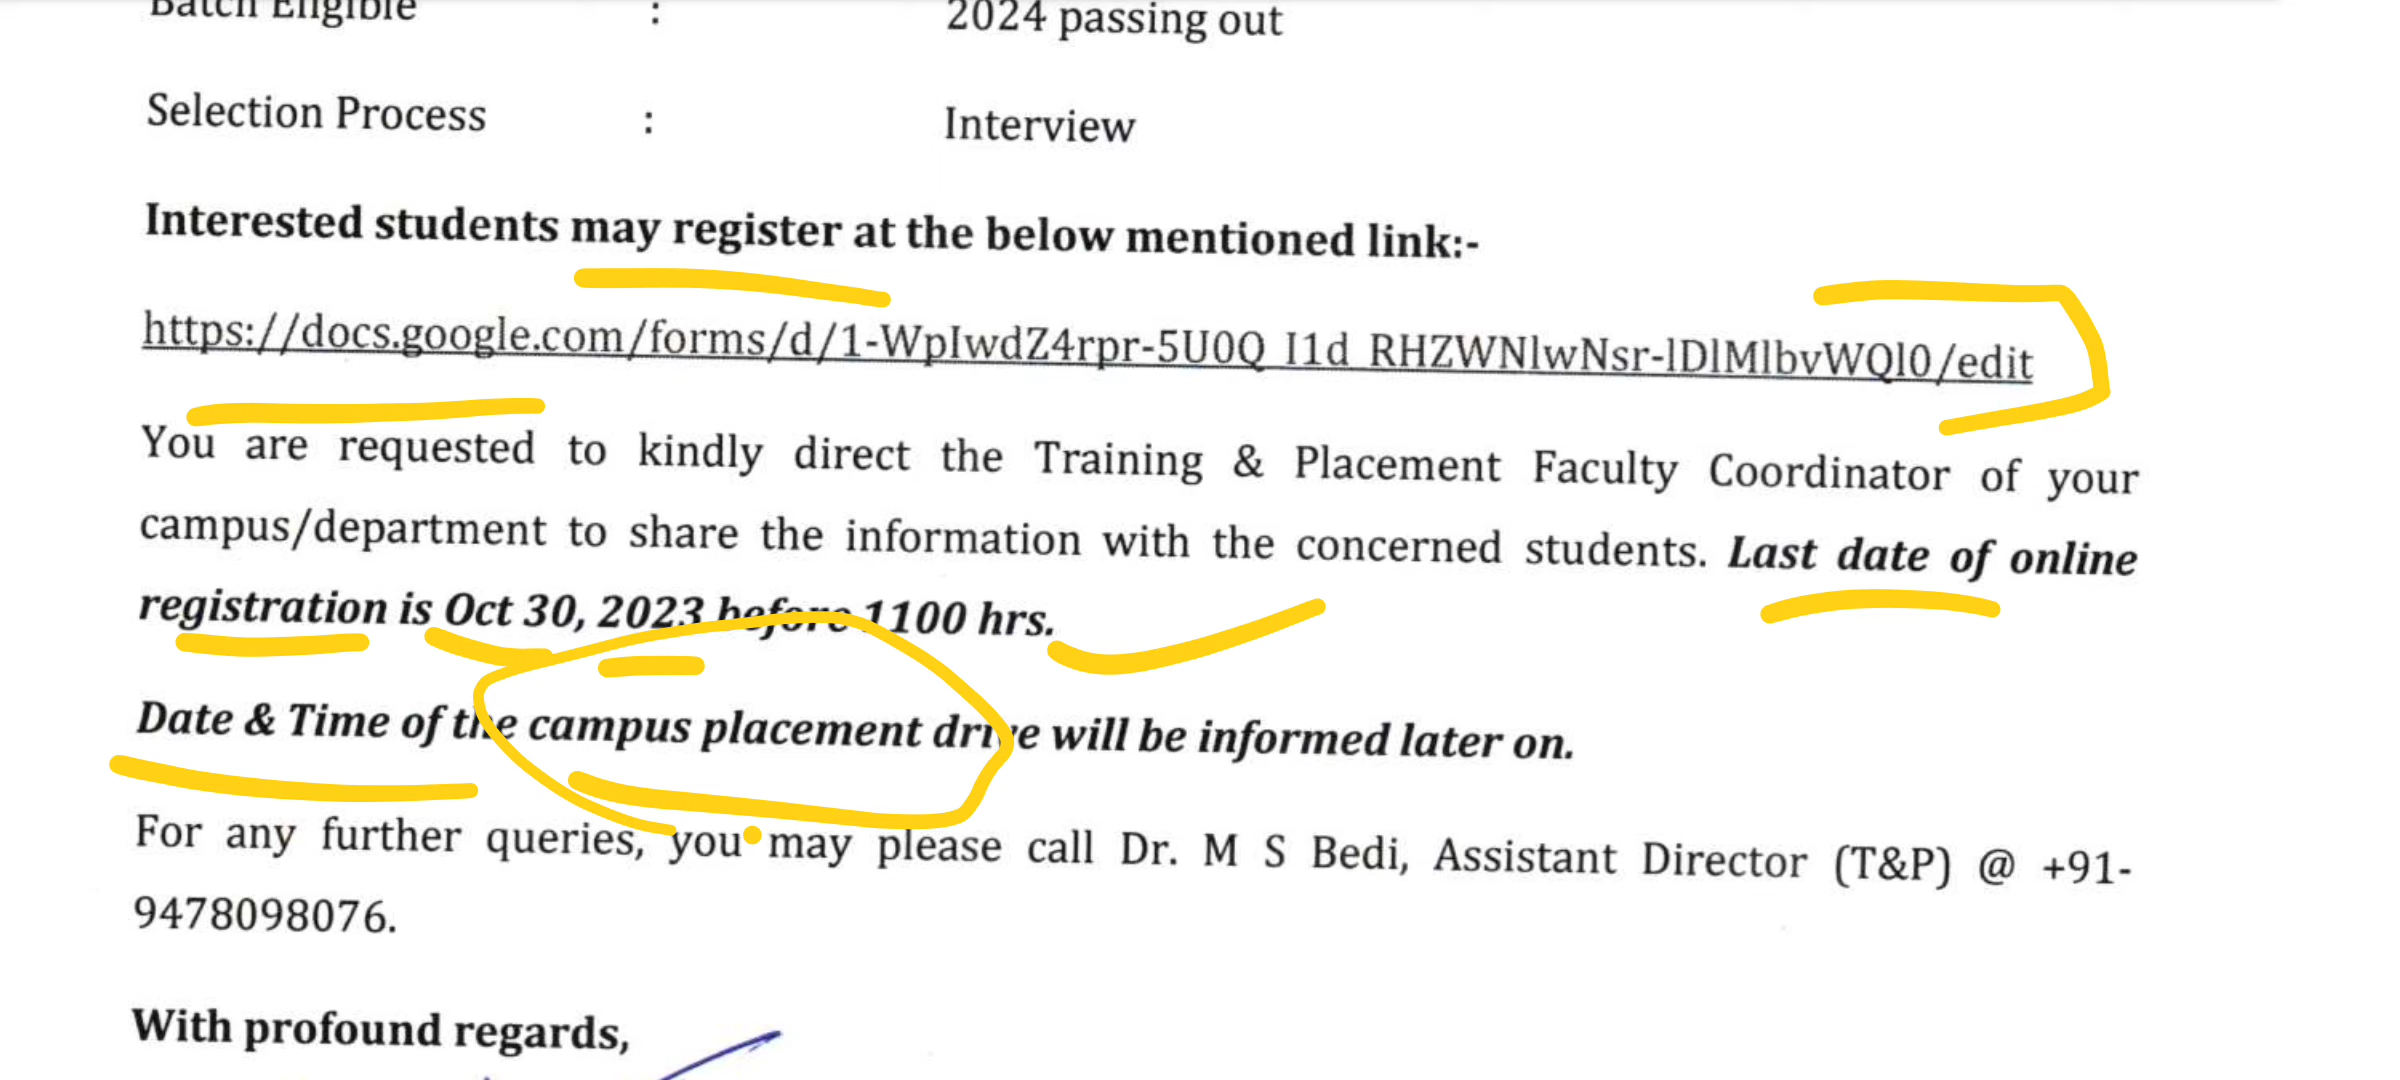 Batch Eligible : 2024 passing out
Selection Process : Interview
Interested students may register at the below mentioned link:-
https://docs.google.com/forms/d/1-WpIwdZ4rpr-5U0Q_I1d_RHZWNlwNsr-lDlMlbvWQl0/edit
You are requested to kindly direct the Training & Placement Faculty Coordinator of your
campus/department to share the information with the concerned students. Last date of online
registration is Oct 30, 2023 before 1100 hrs.
Date & Time of the campus placement drive will be informed later on.
For any further queries, you may please call Dr. M S Bedi, Assistant Director (T&P) @ +91-
9478098076.
With profound regards,